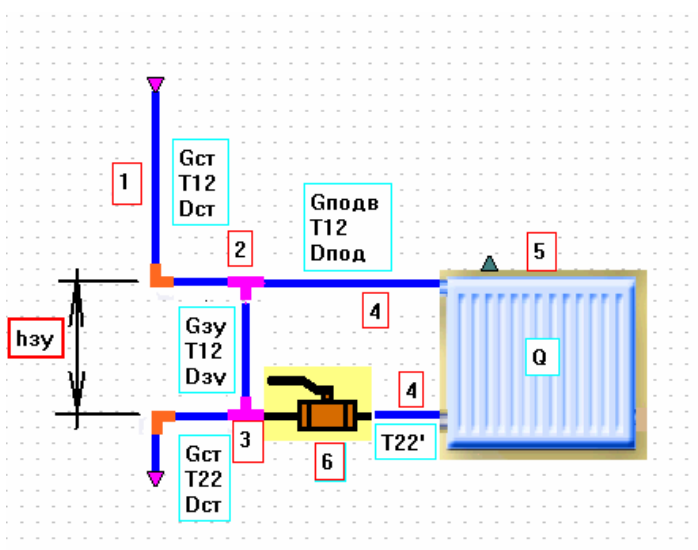 1
Gст
T12
Dст
2
Gподв
T12
Dпод
5
4
hзу
Gзу
T12
Dзу
Q
4
3
6
T22'
Gст
T22
Dст